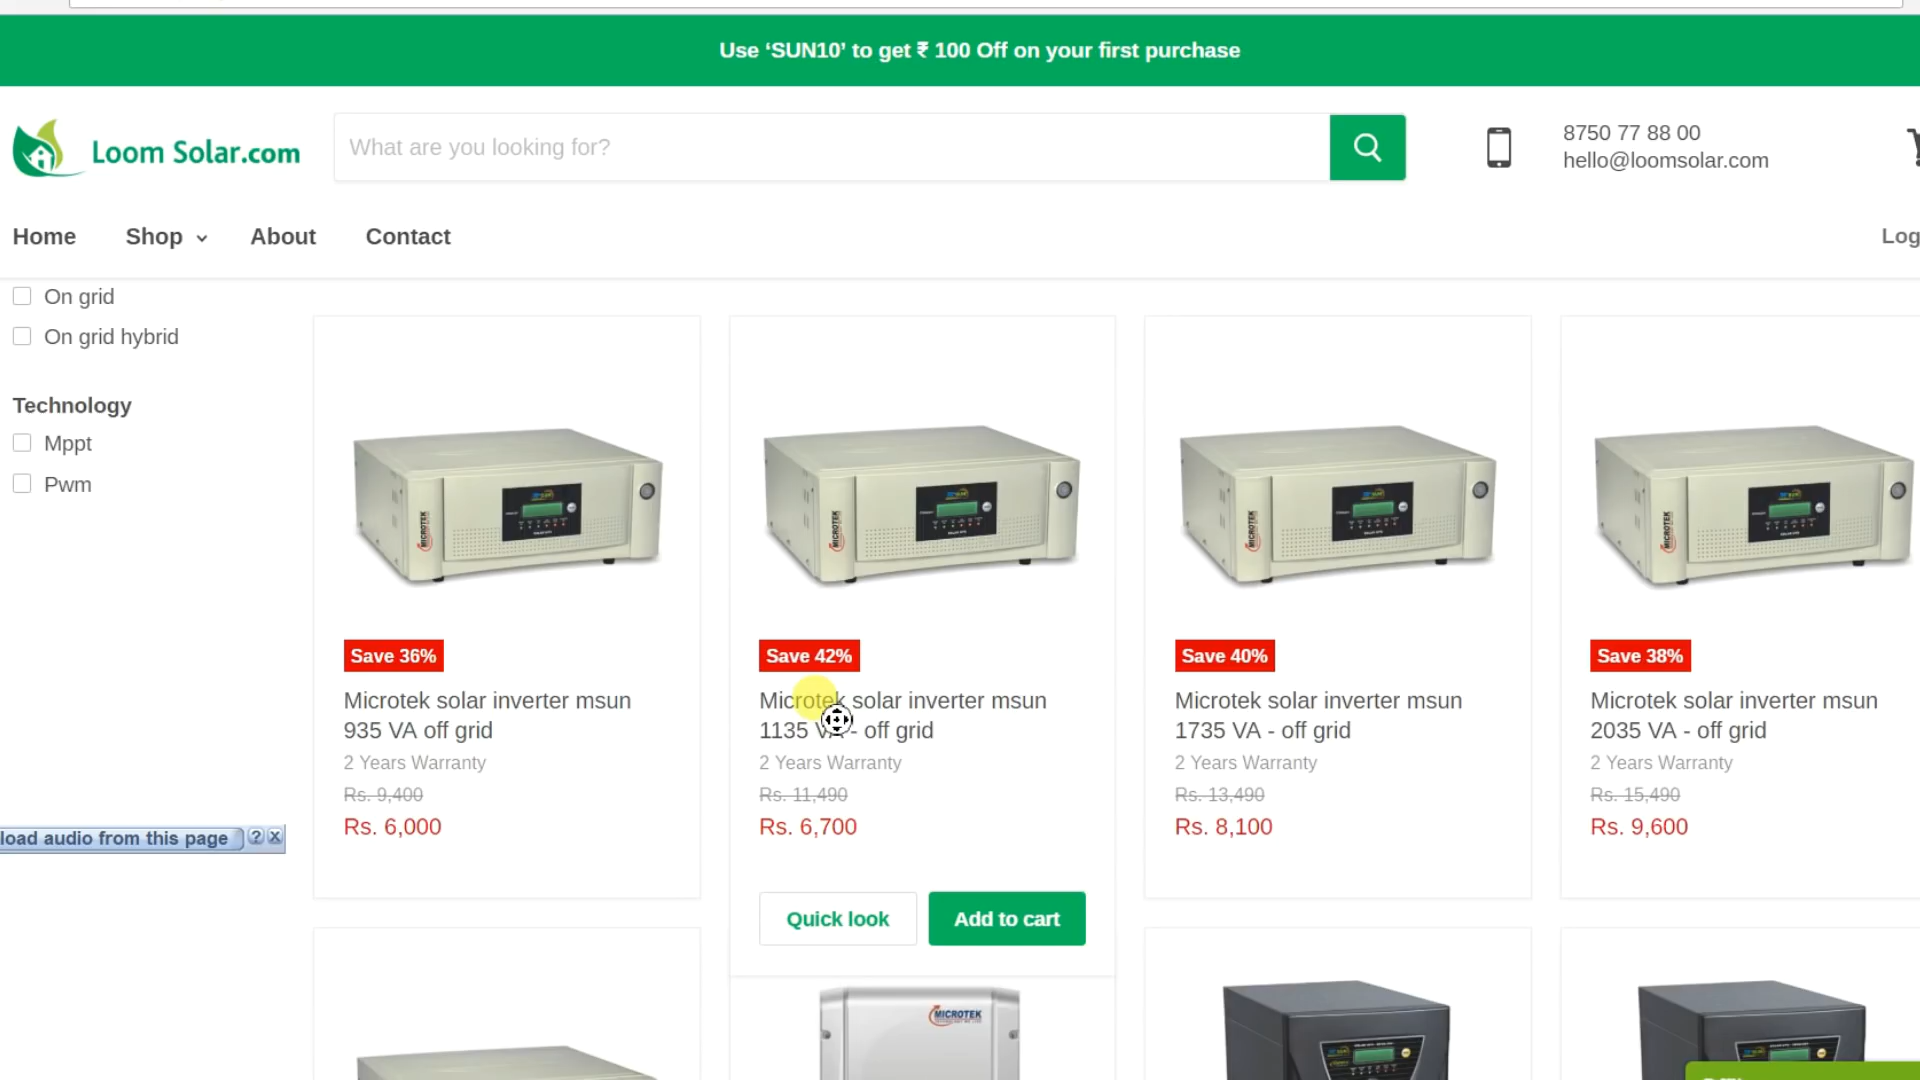 Use ‘SUN10’ to get ₹ 100 Off on your first purchase
Loom Solar.com
What are you looking for?
8750 77 88 00
hello@loomsolar.com
Home
Shop
About
Contact
Log
On grid
On grid hybrid
Technology
Mppt
Pwm
load audio from this page
?
x
MICROTEK
Save 36%
Microtek solar inverter msun
935 VA off grid
2 Years Warranty
Rs. 9,400
Rs. 6,000
MICROTEK
Save 42%
Microtek solar inverter msun
1135 VA - off grid
2 Years Warranty
Rs. 11,490
Rs. 6,700
Quick look
Add to cart
MICROTEK
Save 40%
Microtek solar inverter msun
1735 VA - off grid
2 Years Warranty
Rs. 13,490
Rs. 8,100
MICROTEK
Save 38%
Microtek solar inverter msun
2035 VA - off grid
2 Years Warranty
Rs. 15,490
Rs. 9,600
MICROTEK